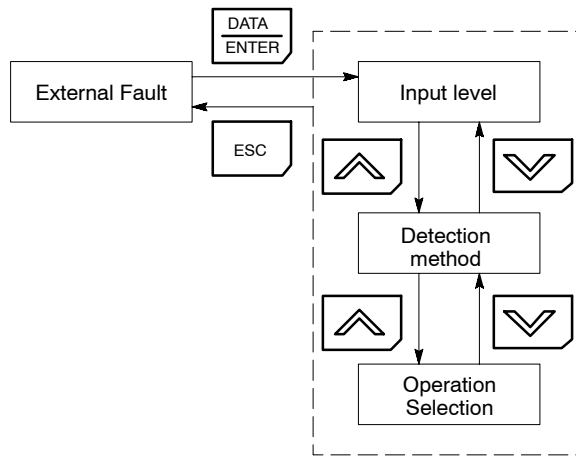 DATA
ENTER
External Fault
Input level
ESC
Detection
method
Operation
Selection